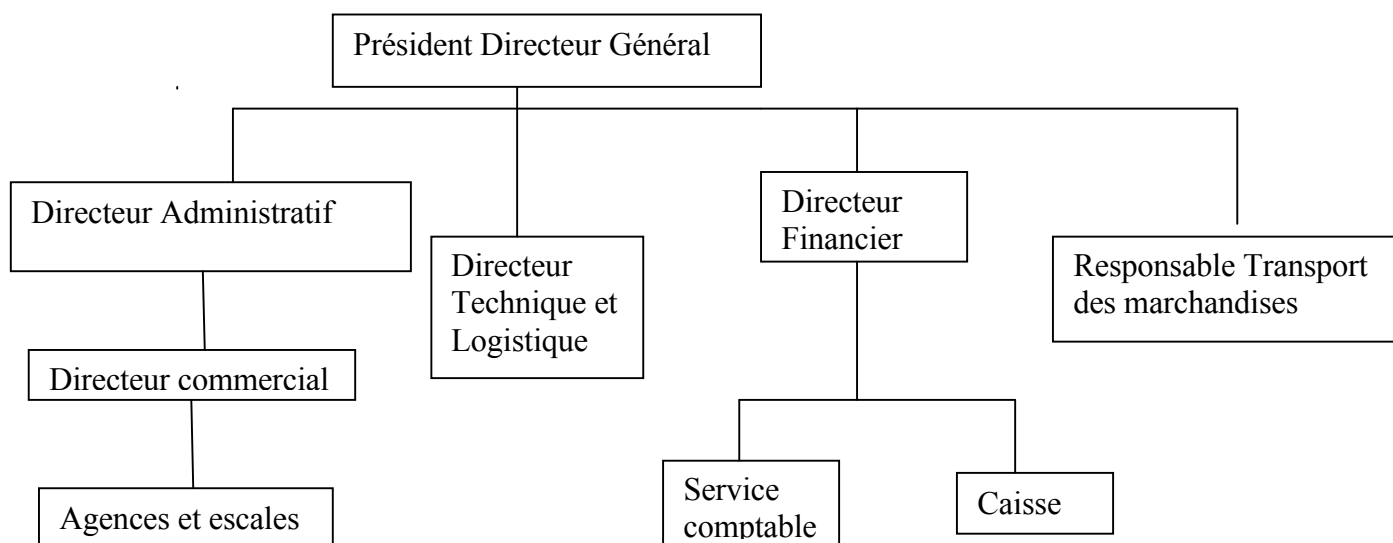 Président Directeur Général
Directeur Administratif
Directeur
Technique et
Logistique
Directeur
Financier
Responsable Transport
des marchandises
Directeur commercial
Agences et escales
Service
comptable
Caisse